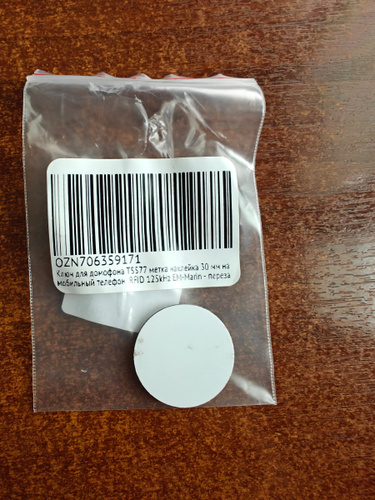 OZN706359171
Ключ для домофона T5577 метка наклейка 30 мм на
мобильный телефон RFID 125kHz EM-Marin - переза